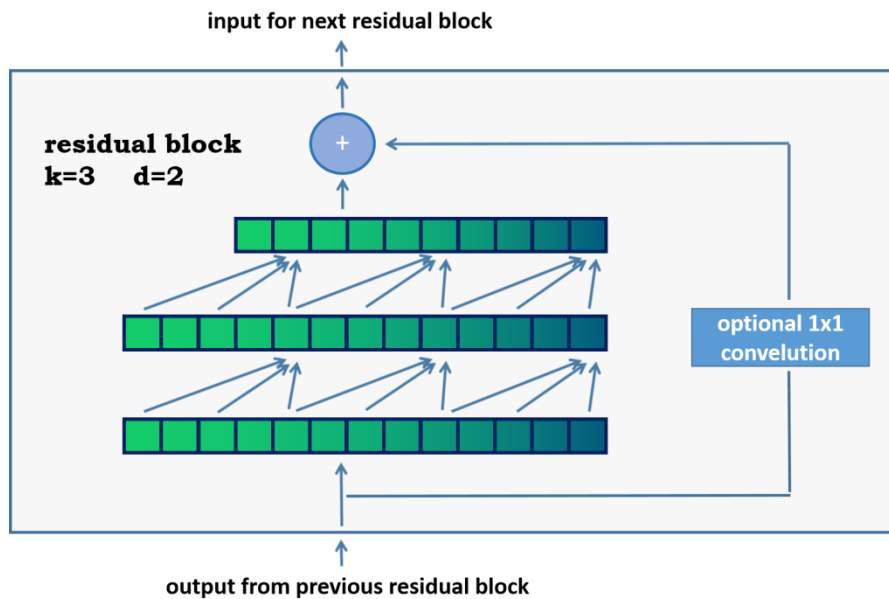 input for next residual block
+
residual block
k=3 d=2
optional 1x1
convelution
output from previous residual block